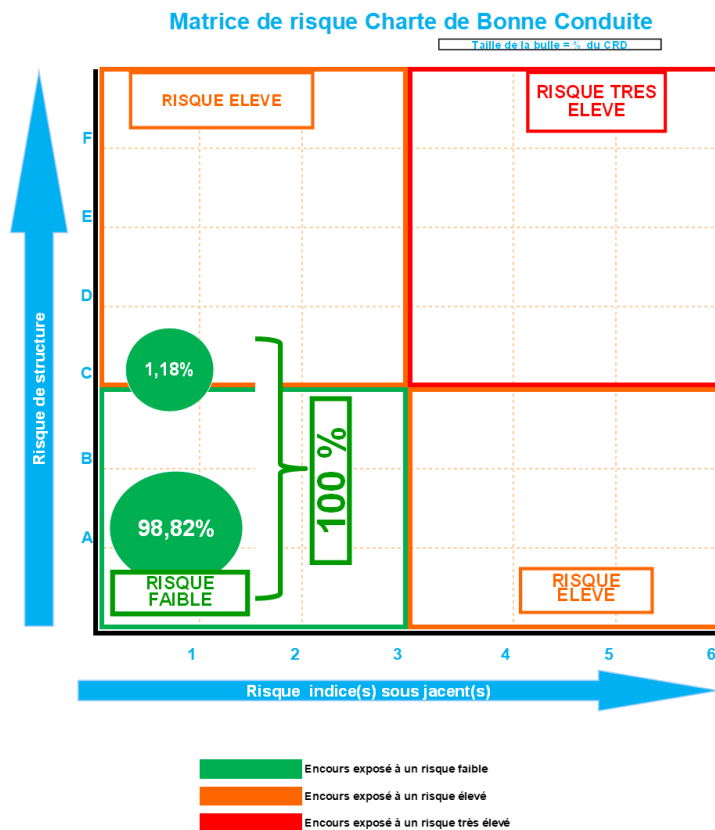 Matrice de risque Charte de Bonne Conduite
Taille de la bulle = % du CRD
RISQUE ELEVE
RISQUE TRES
ELEVE
F
E
D
C
B
A
Risque de structure
1,18%
98,82%
100 %
RISQUE
FAIBLE
RISQUE
ELEVE
1
2
3
4
5
6
Risque indice(s) sous jacent(s)
Encours exposé à un risque faible
Encours exposé à un risque élevé
Encours exposé à un risque très élevé